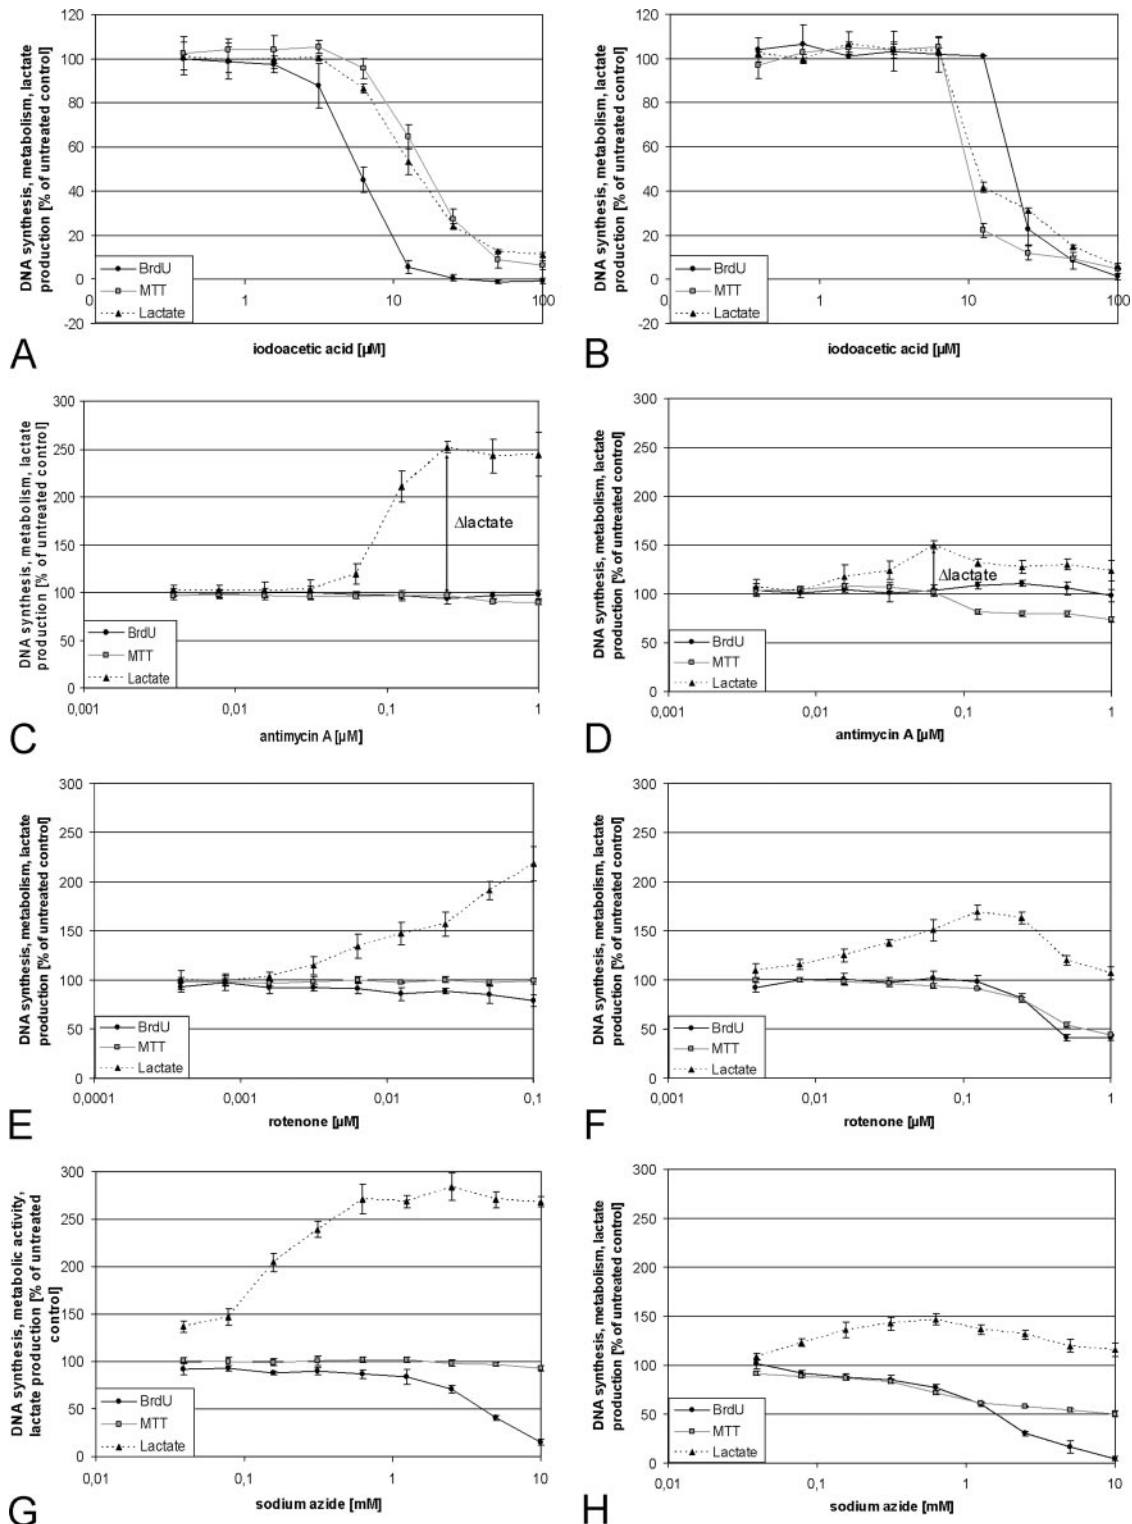 DNA synthesis, metabolism, lactate
production [% of untreated control]
120
100
80
60
40
20
0
-20
0
1
10
100
BrdU
MTT
Lactate
iodoacetic acid [µM]
A
DNA synthesis, metabolism, lactate
production [% of untreated control]
120
100
80
60
40
20
0
-20
0
1
10
100
BrdU
MTT
Lactate
iodoacetic acid [µM]
B
DNA synthesis, metabolism, lactate
production [% of untreated control]
300
250
200
150
100
50
0
Δlactate
BrdU
MTT
Lactate
0,001
0,01
0,1
1
antimycin A [µM]
C
DNA synthesis, metabolism, lactate
production [% of untreated control]
300
250
200
150
100
50
0
Δlactate
BrdU
MTT
Lactate
0,001
0,01
0,1
1
antimycin A [µM]
D
DNA synthesis, metabolism, lactate
production [% of untreated control]
300
250
200
150
100
50
0
BrdU
MTT
Lactate
0,0001
0,001
0,01
0,1
rotenone [µM]
E
DNA synthesis, metabolism, lactate
production [% of untreated control]
300
250
200
150
100
50
0
BrdU
MTT
Lactate
0,001
0,01
0,1
1
rotenone [µM]
F
DNA synthesis, metabolic activity,
lactate production [% of untreated
control]
300
250
200
150
100
50
0
BrdU
MTT
Lactate
0,01
0,1
1
10
sodium azide [mM]
G
DNA synthesis, metabolism, lactate
production [% of untreated control]
300
250
200
150
100
50
0
BrdU
MTT
Lactate
0,01
0,1
1
10
sodium azide [mM]
H